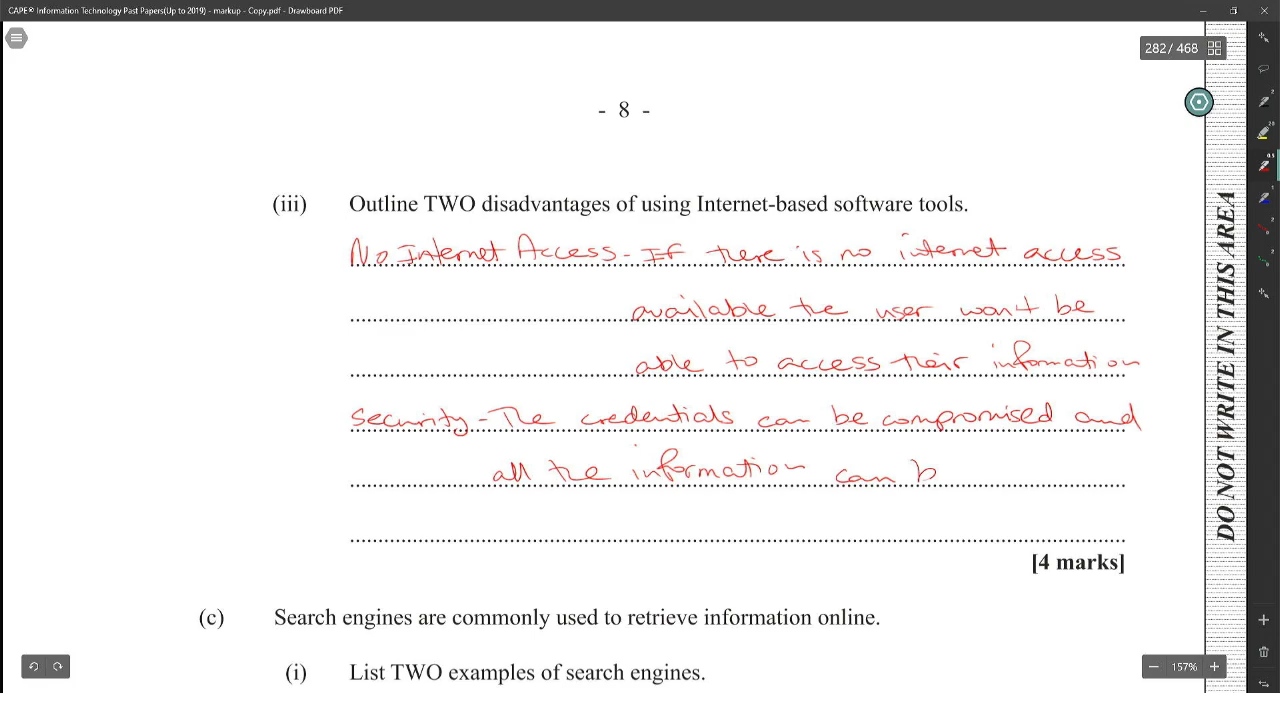 CAPE® Information Technology Past Papers(Up to 2019) - markup - Copy.pdf - Drawboard PDF
282 / 468
- 8 -
(iii) Outline TWO disadvantages of using Internet-based software tools.
No Internet Access - If there is no internet access
available the user wont be
able to access their information
Security - The credentials can be compromised and
all the information can b
[4 marks]
DO NOT WRITE IN THIS AREA
(c) Search engines are commonly used to retrieve information online.
(i) List TWO examples of search engines.
157%